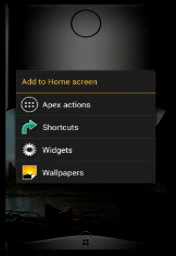 Add to Home screen
Apex actions
Shortcuts
Widgets
Wallpapers